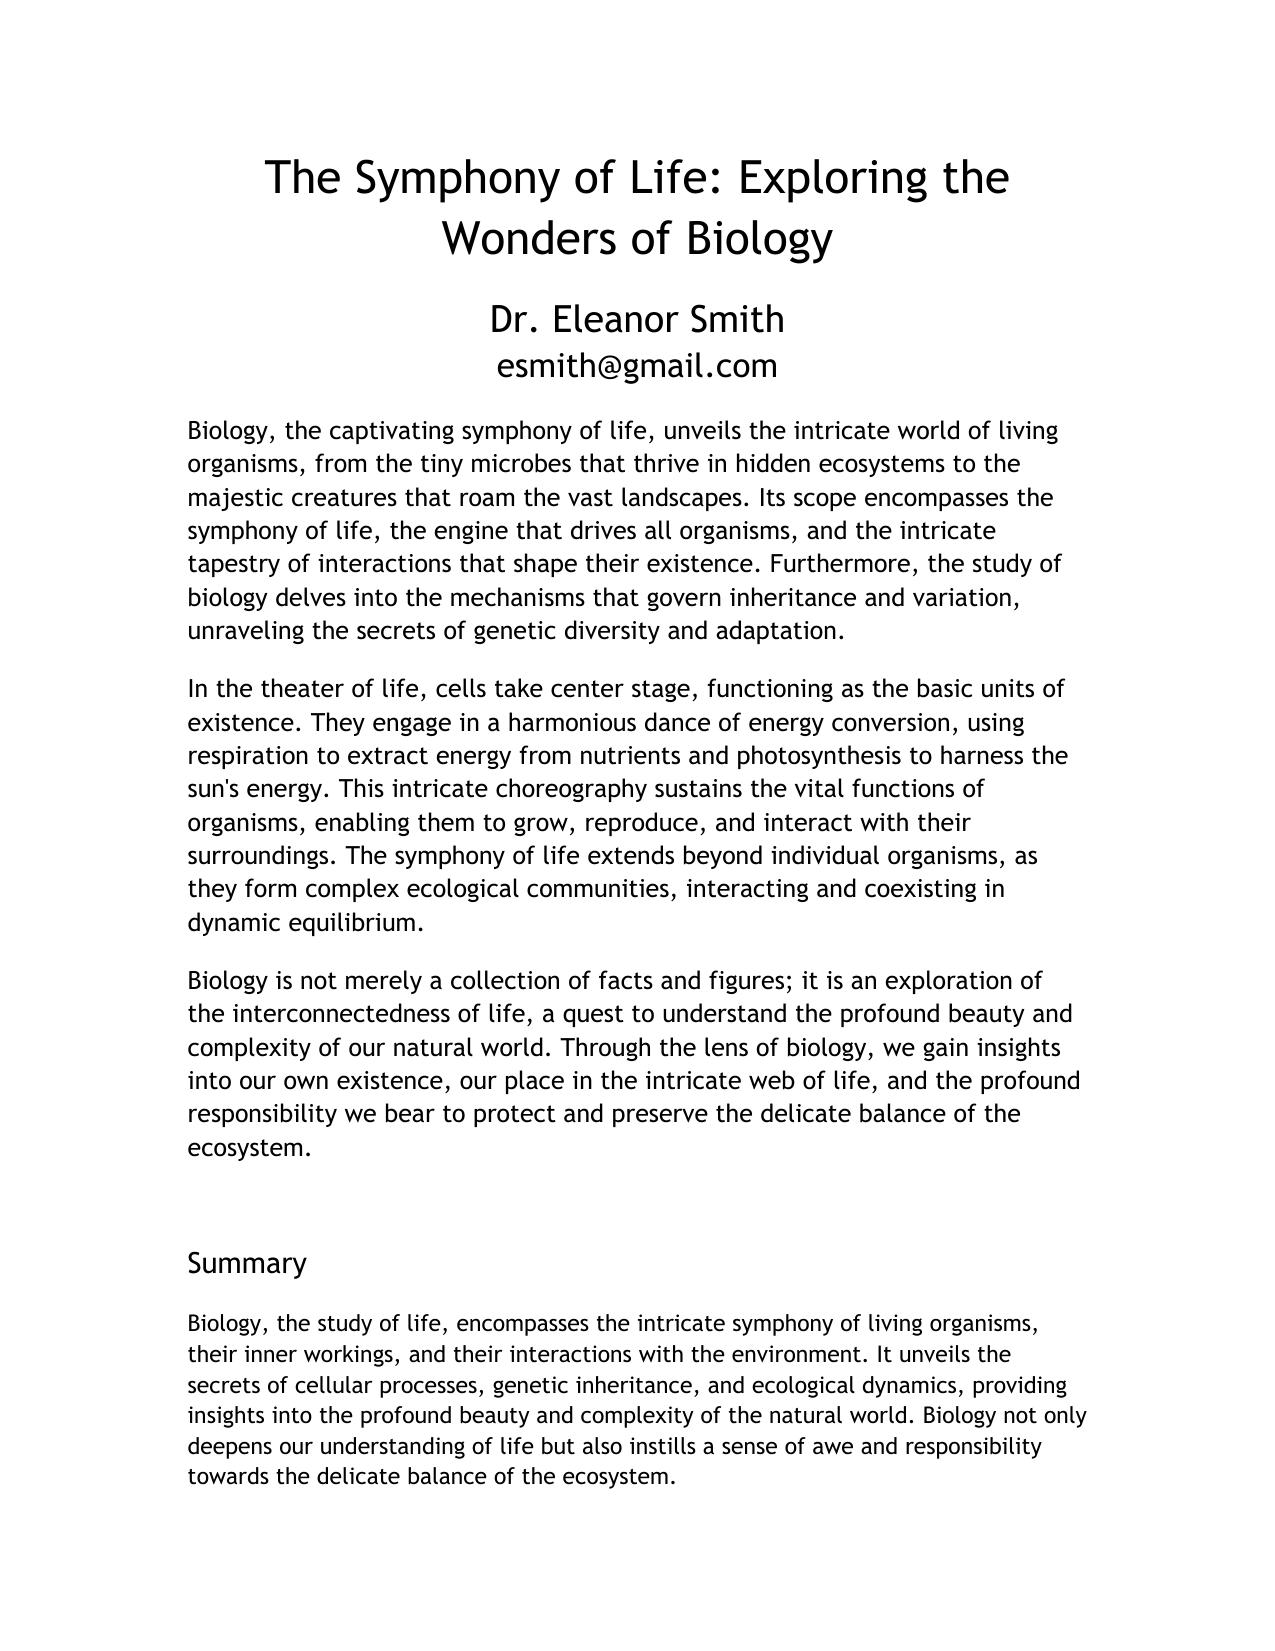 The Symphony of Life: Exploring the
Wonders of Biology
Dr. Eleanor Smith
esmith@gmail.com
Biology, the captivating symphony of life, unveils the intricate world of living
organisms, from the tiny microbes that thrive in hidden ecosystems to the
majestic creatures that roam the vast landscapes. Its scope encompasses the
symphony of life, the engine that drives all organisms, and the intricate
tapestry of interactions that shape their existence. Furthermore, the study of
biology delves into the mechanisms that govern inheritance and variation,
unraveling the secrets of genetic diversity and adaptation.
In the theater of life, cells take center stage, functioning as the basic units of
existence. They engage in a harmonious dance of energy conversion, using
respiration to extract energy from nutrients and photosynthesis to harness the
sun's energy. This intricate choreography sustains the vital functions of
organisms, enabling them to grow, reproduce, and interact with their
surroundings. The symphony of life extends beyond individual organisms, as
they form complex ecological communities, interacting and coexisting in
dynamic equilibrium.
Biology is not merely a collection of facts and figures; it is an exploration of
the interconnectedness of life, a quest to understand the profound beauty and
complexity of our natural world. Through the lens of biology, we gain insights
into our own existence, our place in the intricate web of life, and the profound
responsibility we bear to protect and preserve the delicate balance of the
ecosystem.
Summary
Biology, the study of life, encompasses the intricate symphony of living organisms,
their inner workings, and their interactions with the environment. It unveils the
secrets of cellular processes, genetic inheritance, and ecological dynamics, providing
insights into the profound beauty and complexity of the natural world. Biology not only
deepens our understanding of life but also instills a sense of awe and responsibility
towards the delicate balance of the ecosystem.